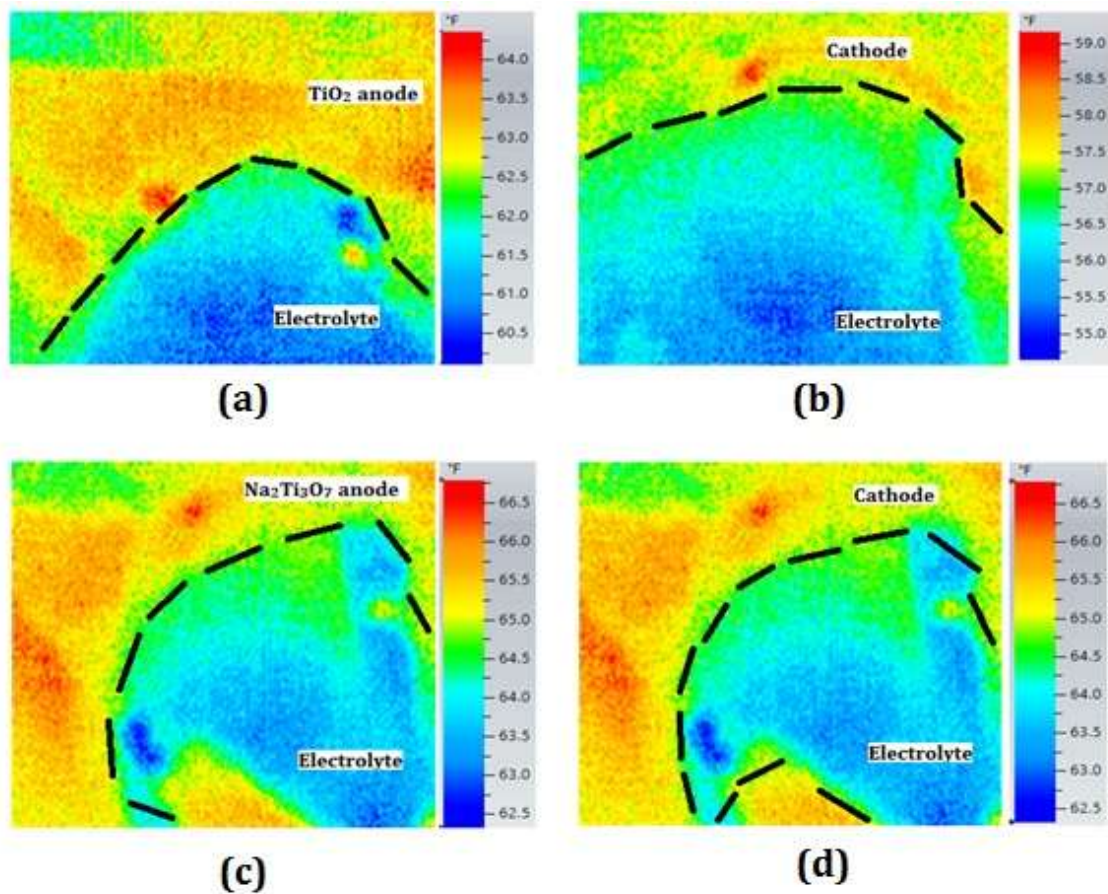 °F
TiO₂ anode
Electrolyte
64.0
63.5
63.0
62.5
62.0
61.5
61.0
60.5
(a)
°F
Cathode
Electrolyte
59.0
58.5
58.0
57.5
57.0
56.5
56.0
55.5
55.0
(b)
°F
Na₂Ti₃O₇ anode
Electrolyte
66.5
66.0
65.5
65.0
64.5
64.0
63.5
63.0
62.5
(c)
°F
Cathode
Electrolyte
66.5
66.0
65.5
65.0
64.5
64.0
63.5
63.0
62.5
(d)